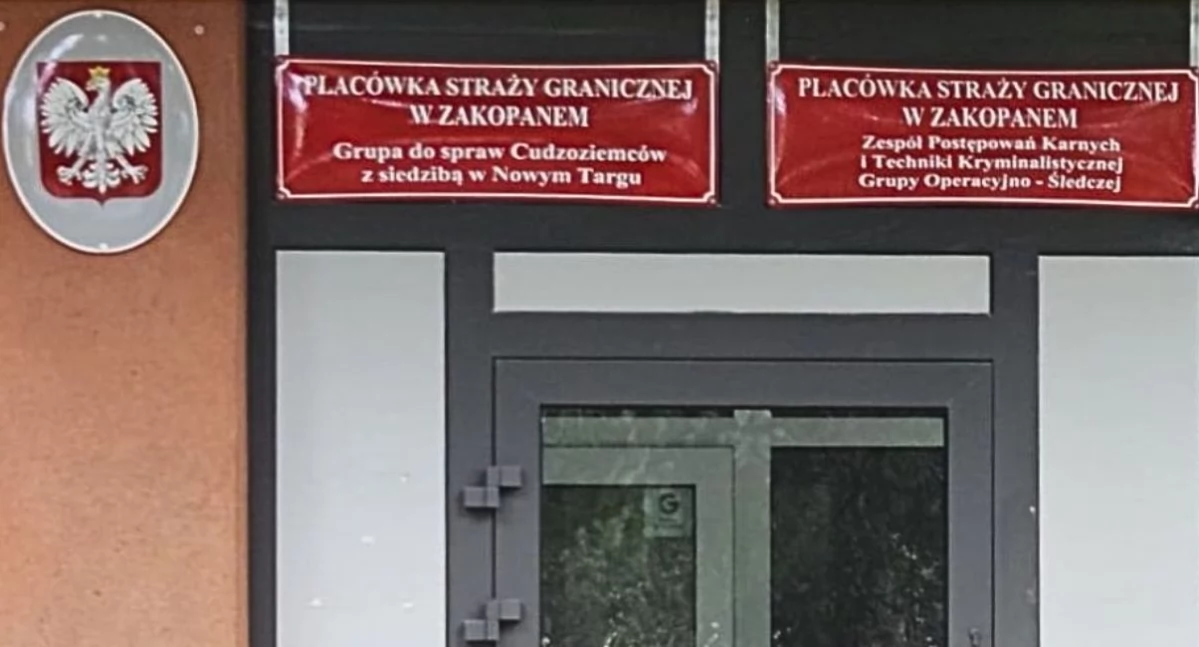 PLACÓWKA STRAŻY GRANICZNEJ
W ZAKOPANEM
Grupa do spraw Cudzoziemców
z siedzibą w Nowym Targu
PLACÓWKA STRAŻY GRANICZNEJ
W ZAKOPANEM
Zespół Postępowań Karnych
i Techniki Kryminalistycznej
Grupy Operacyjno - Śledczej
G